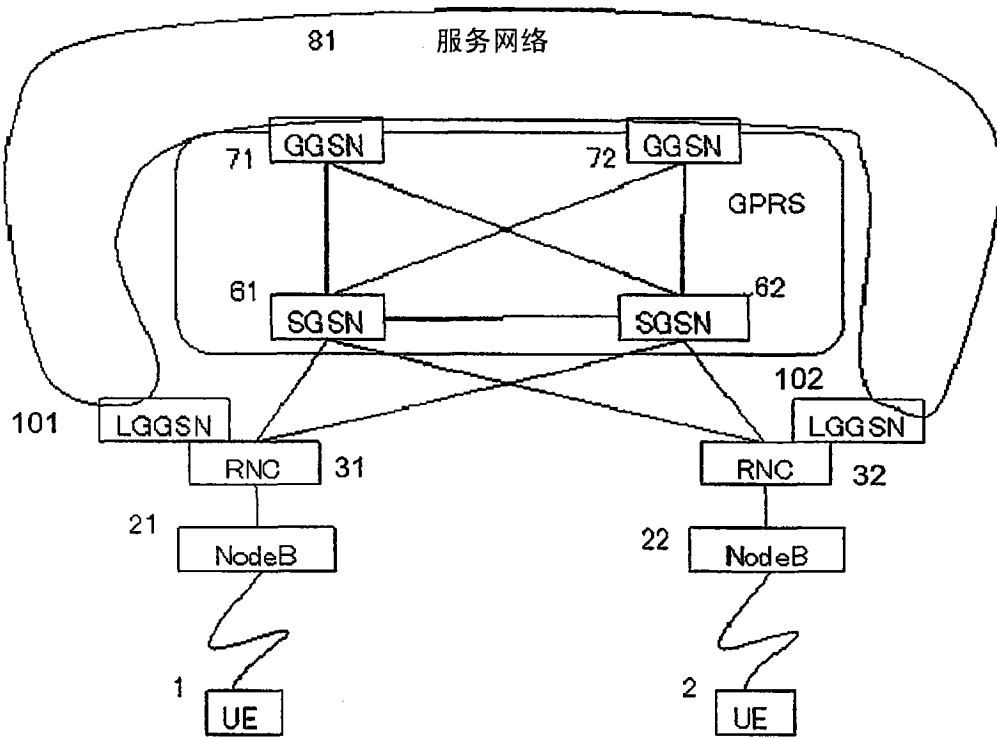 81 服务网络
71 GGSN 72 GGSN
GPRS
61 SGSN 62 SGSN
101 LGGSN 102 LGGSN
RNC 31 RNC 32
21 NodeB 22 NodeB
1 UE 2 UE